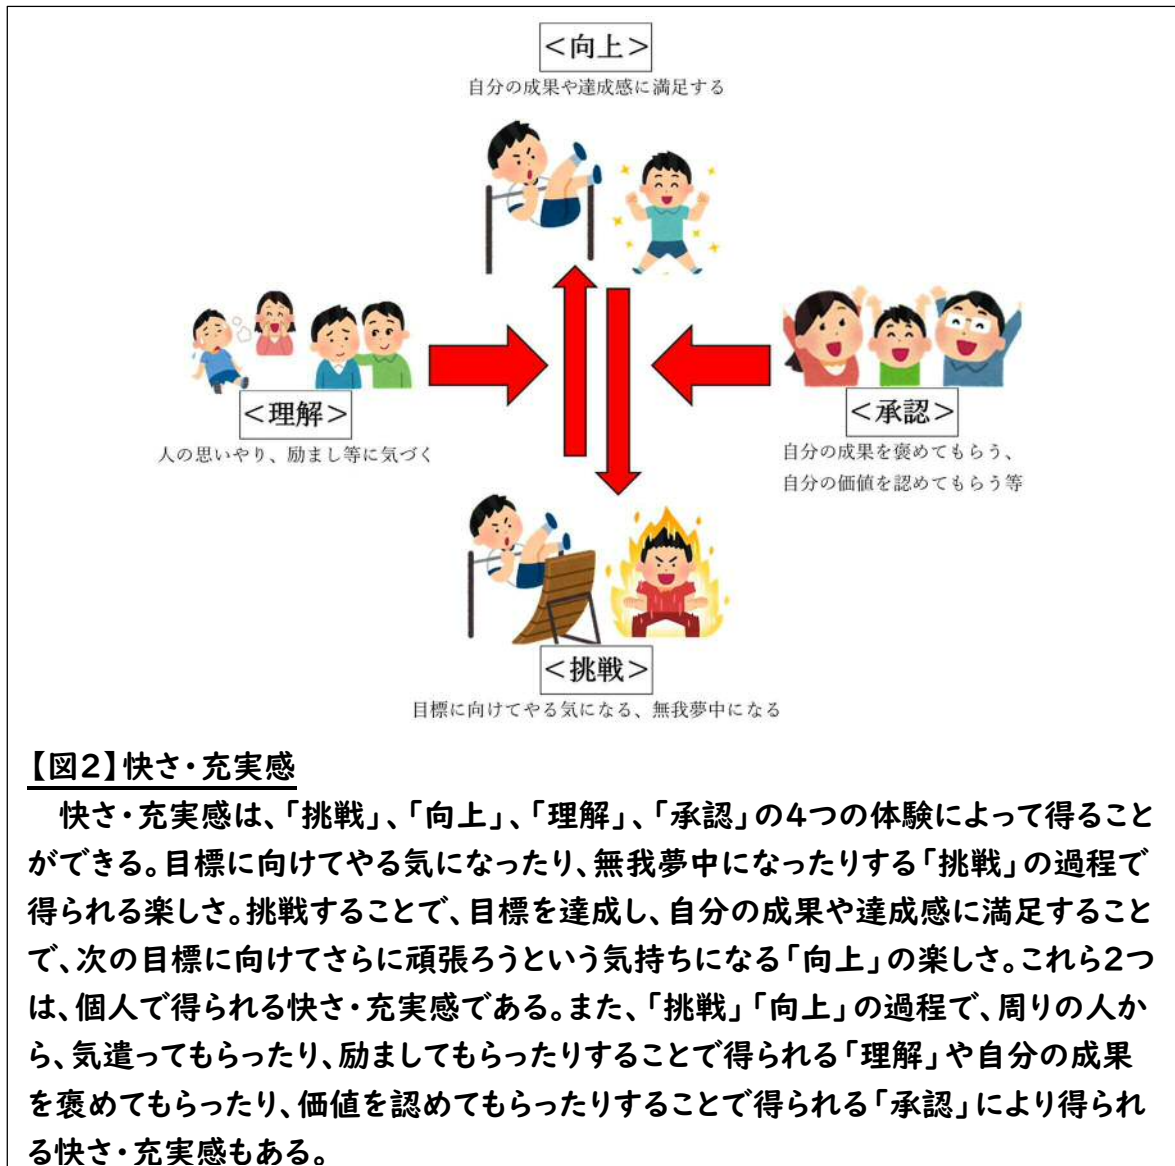 ＜向上＞
自分の成果や達成感に満足する
＜理解＞
人の思いやり、励まし等に気づく
＜承認＞
自分の成果を褒めてもらう、
自分の価値を認めてもらう等
＜挑戦＞
目標に向けてやる気になる、無我夢中になる
【図2】快さ・充実感
快さ・充実感は、「挑戦」、「向上」、「理解」、「承認」の4つの体験によって得ること
ができる。目標に向けてやる気になったり、無我夢中になったりする「挑戦」の過程で
得られる楽しさ。挑戦することで、目標を達成し、自分の成果や達成感に満足すること
で、次の目標に向けてさらに頑張ろうという気持ちになる「向上」の楽しさ。これら2つ
は、個人で得られる快さ・充実感である。また、「挑戦」「向上」の過程で、周りの人か
ら、気遣ってもらったり、励ましてもらったりすることで得られる「理解」や自分の成果
を褒めてもらったり、価値を認めてもらったりすることで得られる「承認」により得られ
る快さ・充実感もある。